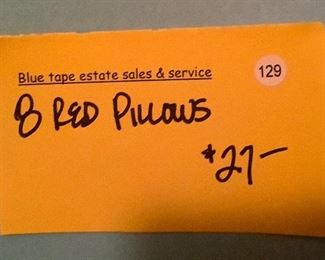 Blue tape estate sales & service
129
8 RED PILLOWS
$27—